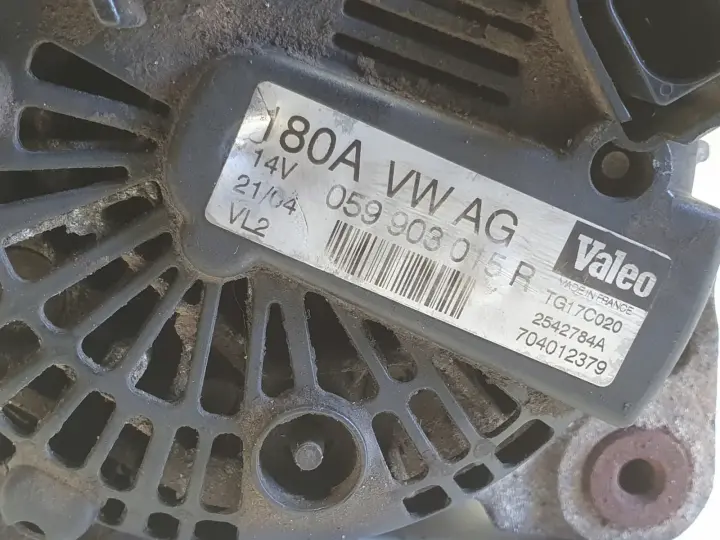 180A VW AG
14V 059 903 015 R
21/04
VL2
Valeo
MADE IN FRANCE
TG17C020
2542784A
704012379